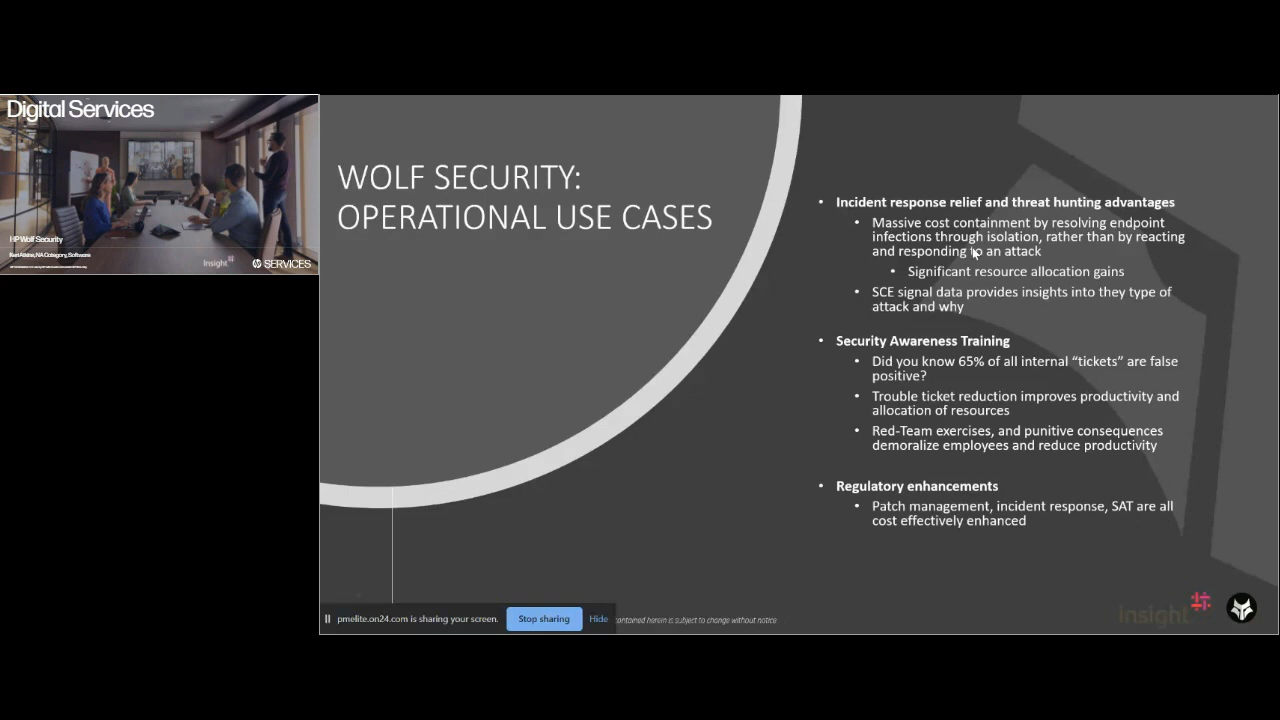 Digital Services
HP Wolf Security
Ken Atkins, NA Category, Software
Insight
hp SERVICES
WOLF SECURITY:
OPERATIONAL USE CASES
• Incident response relief and threat hunting advantages
• Massive cost containment by resolving endpoint
infections through isolation, rather than by reacting
and responding to an attack
• Significant resource allocation gains
• SCE signal data provides insights into they type of
attack and why
• Security Awareness Training
• Did you know 65% of all internal “tickets” are false
positive?
• Trouble ticket reduction improves productivity and
allocation of resources
• Red-Team exercises, and punitive consequences
demoralize employees and reduce productivity
• Regulatory enhancements
• Patch management, incident response, SAT are all
cost effectively enhanced
pmelite.on24.com is sharing your screen.
Stop sharing
Hide
contained herein is subject to change without notice
Insight